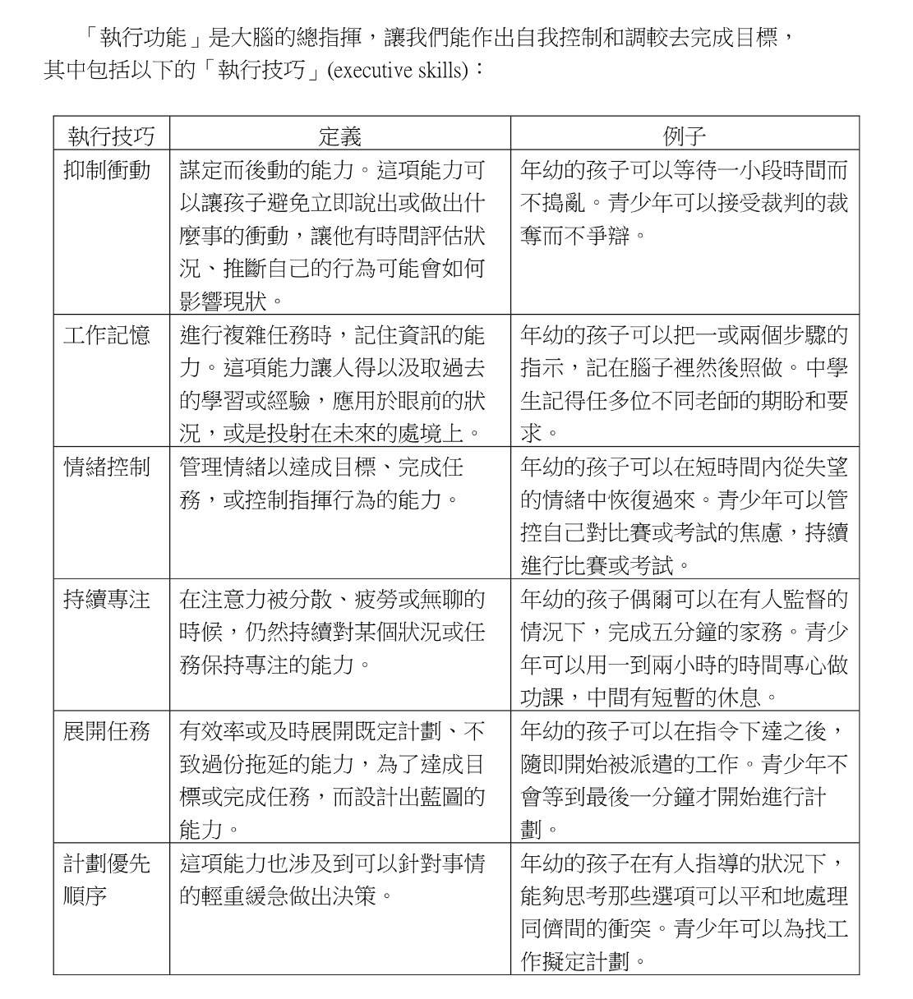 「執行功能」是大腦的總指揮，讓我們能作出自我控制和調較去完成目標，
其中包括以下的「執行技巧」(executive skills)：
執行技巧
定義
例子
抑制衝動
謀定而後動的能力。這項能力可
以讓孩子避免立即說出或做出什
麼事的衝動，讓他有時間評估狀
況、推斷自己的行為可能會如何
影響現狀。
年幼的孩子可以等待一小段時間而
不搗亂。青少年可以接受裁判的裁
奪而不爭辯。
工作記憶
進行複雜任務時，記住資訊的能
力。這項能力讓人得以汲取過去
的學習或經驗，應用於眼前的狀
況，或是投射在未來的處境上。
年幼的孩子可以把一或兩個步驟的
指示，記在腦子裡然後照做。中學
生記得任多位不同老師的期盼和要
求。
情緒控制
管理情緒以達成目標、完成任
務，或控制指揮行為的能力。
年幼的孩子可以在短時間內從失望
的情緒中恢復過來。青少年可以管
控自己對比賽或考試的焦慮，持續
進行比賽或考試。
持續專注
在注意力被分散、疲勞或無聊的
時候，仍然持續對某個狀況或任
務保持專注的能力。
年幼的孩子偶爾可以在有人監督的
情況下，完成五分鐘的家務。青少
年可以用一到兩小時的時間專心做
功課，中間有短暫的休息。
展開任務
有效率或及時展開既定計劃、不
致過份拖延的能力，為了達成目
標或完成任務，而設計出藍圖的
能力。
年幼的孩子可以在指令下達之後，
隨即開始被派遣的工作。青少年不
會等到最後一分鐘才開始進行計
劃。
計劃優先
順序
這項能力也涉及到可以針對事情
的輕重緩急做出決策。
年幼的孩子在有人指導的狀況下，
能夠思考那些選項可以平和地處理
同儕間的衝突。青少年可以為找工
作擬定計劃。